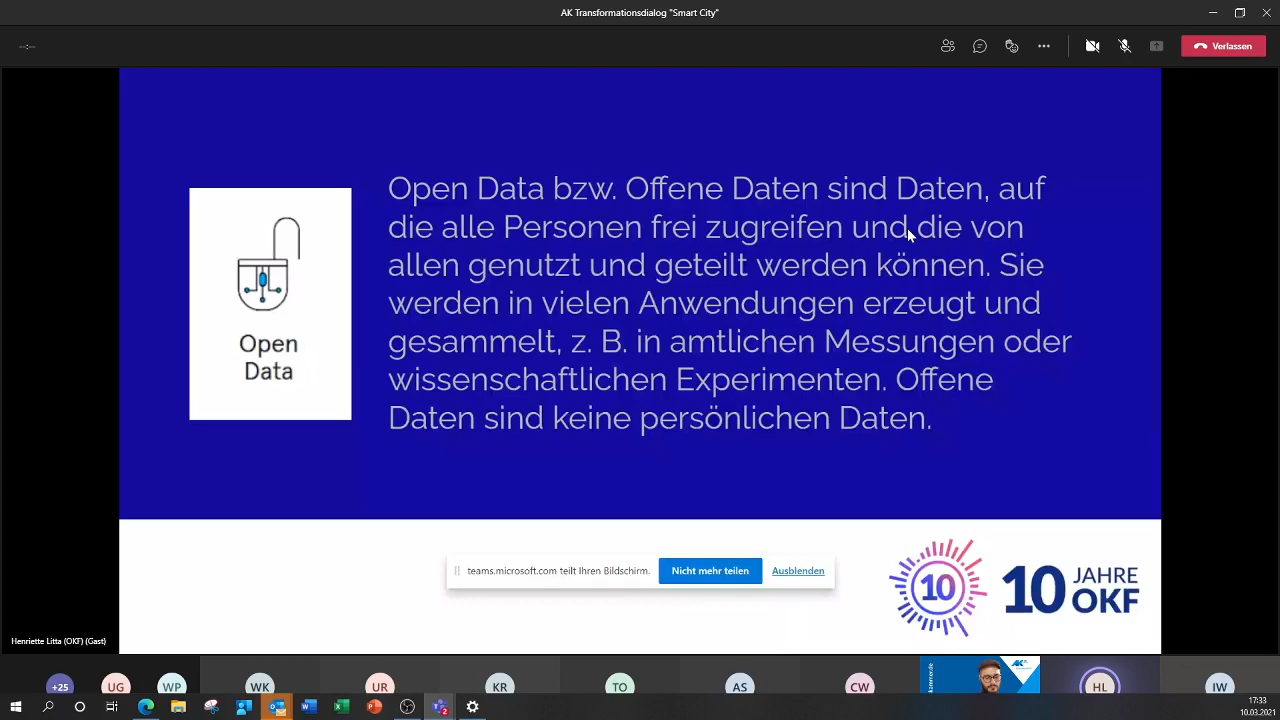 AK Transformationsdialog "Smart City"
--:--
Verlassen
Open Data bzw. Offene Daten sind Daten, auf
die alle Personen frei zugreifen und die von
allen genutzt und geteilt werden können. Sie
werden in vielen Anwendungen erzeugt und
gesammelt, z. B. in amtlichen Messungen oder
wissenschaftlichen Experimenten. Offene
Daten sind keine persönlichen Daten.
Open
Data
teams.microsoft.com teilt Ihren Bildschirm.
Nicht mehr teilen
Ausblenden
10
10 JAHRE
OKF
Henriette Litta (OKF) (Gast)
+25
UG
WP
WK
UR
KR
TO
AS
CW
AK
HL
IW
17:33
10.03.2021